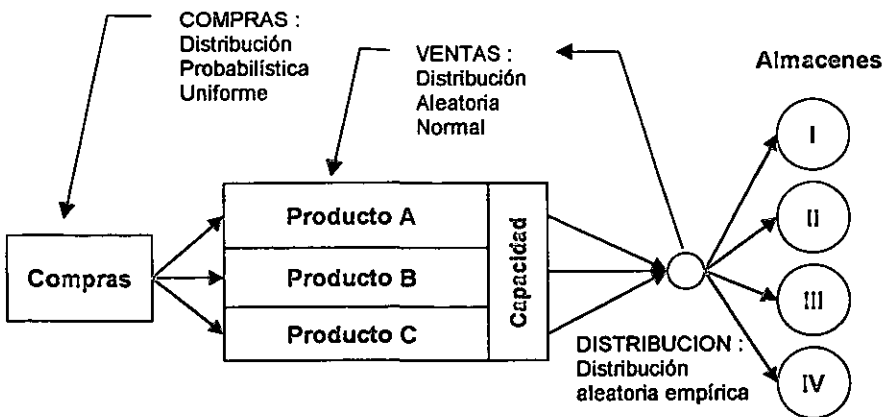 COMPRAS :
Distribución
Probabilística
Uniforme
VENTAS :
Distribución
Aleatoria
Normal
Almacenes
I
II
III
IV
Compras
Producto A
Producto B
Producto C
Capacidad
DISTRIBUCION :
Distribución
aleatoria empírica